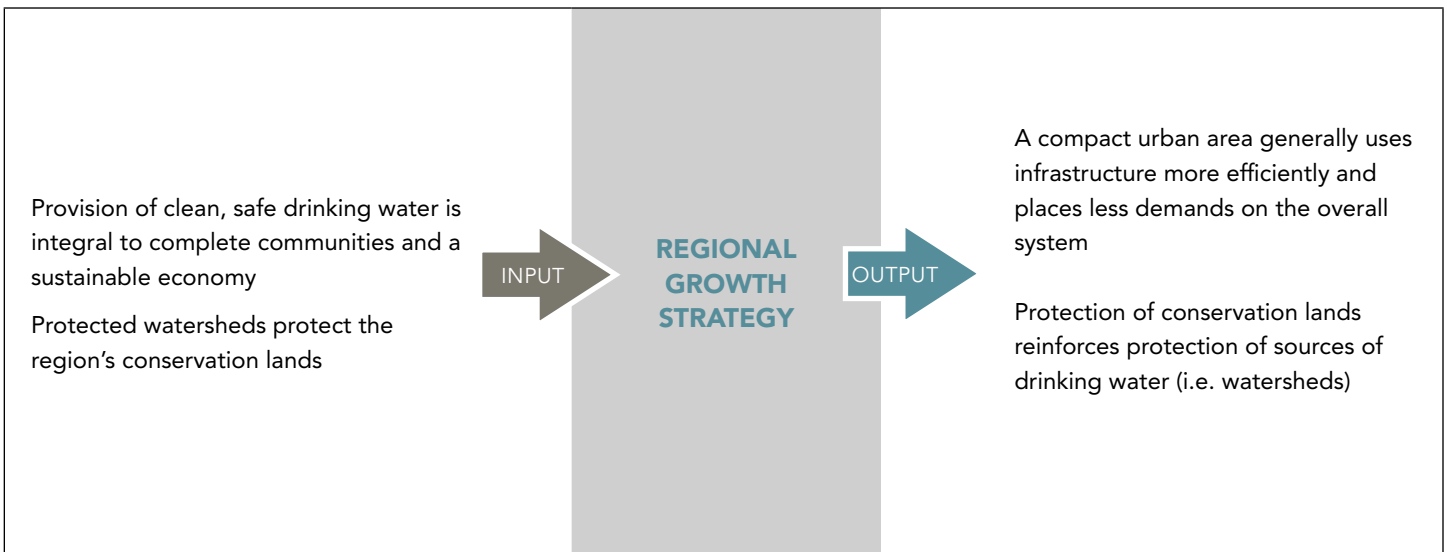 Provision of clean, safe drinking water is
integral to complete communities and a
sustainable economy
Protected watersheds protect the
region’s conservation lands
INPUT
REGIONAL
GROWTH
STRATEGY
OUTPUT
A compact urban area generally uses
infrastructure more efficiently and
places less demands on the overall
system
Protection of conservation lands
reinforces protection of sources of
drinking water (i.e. watersheds)